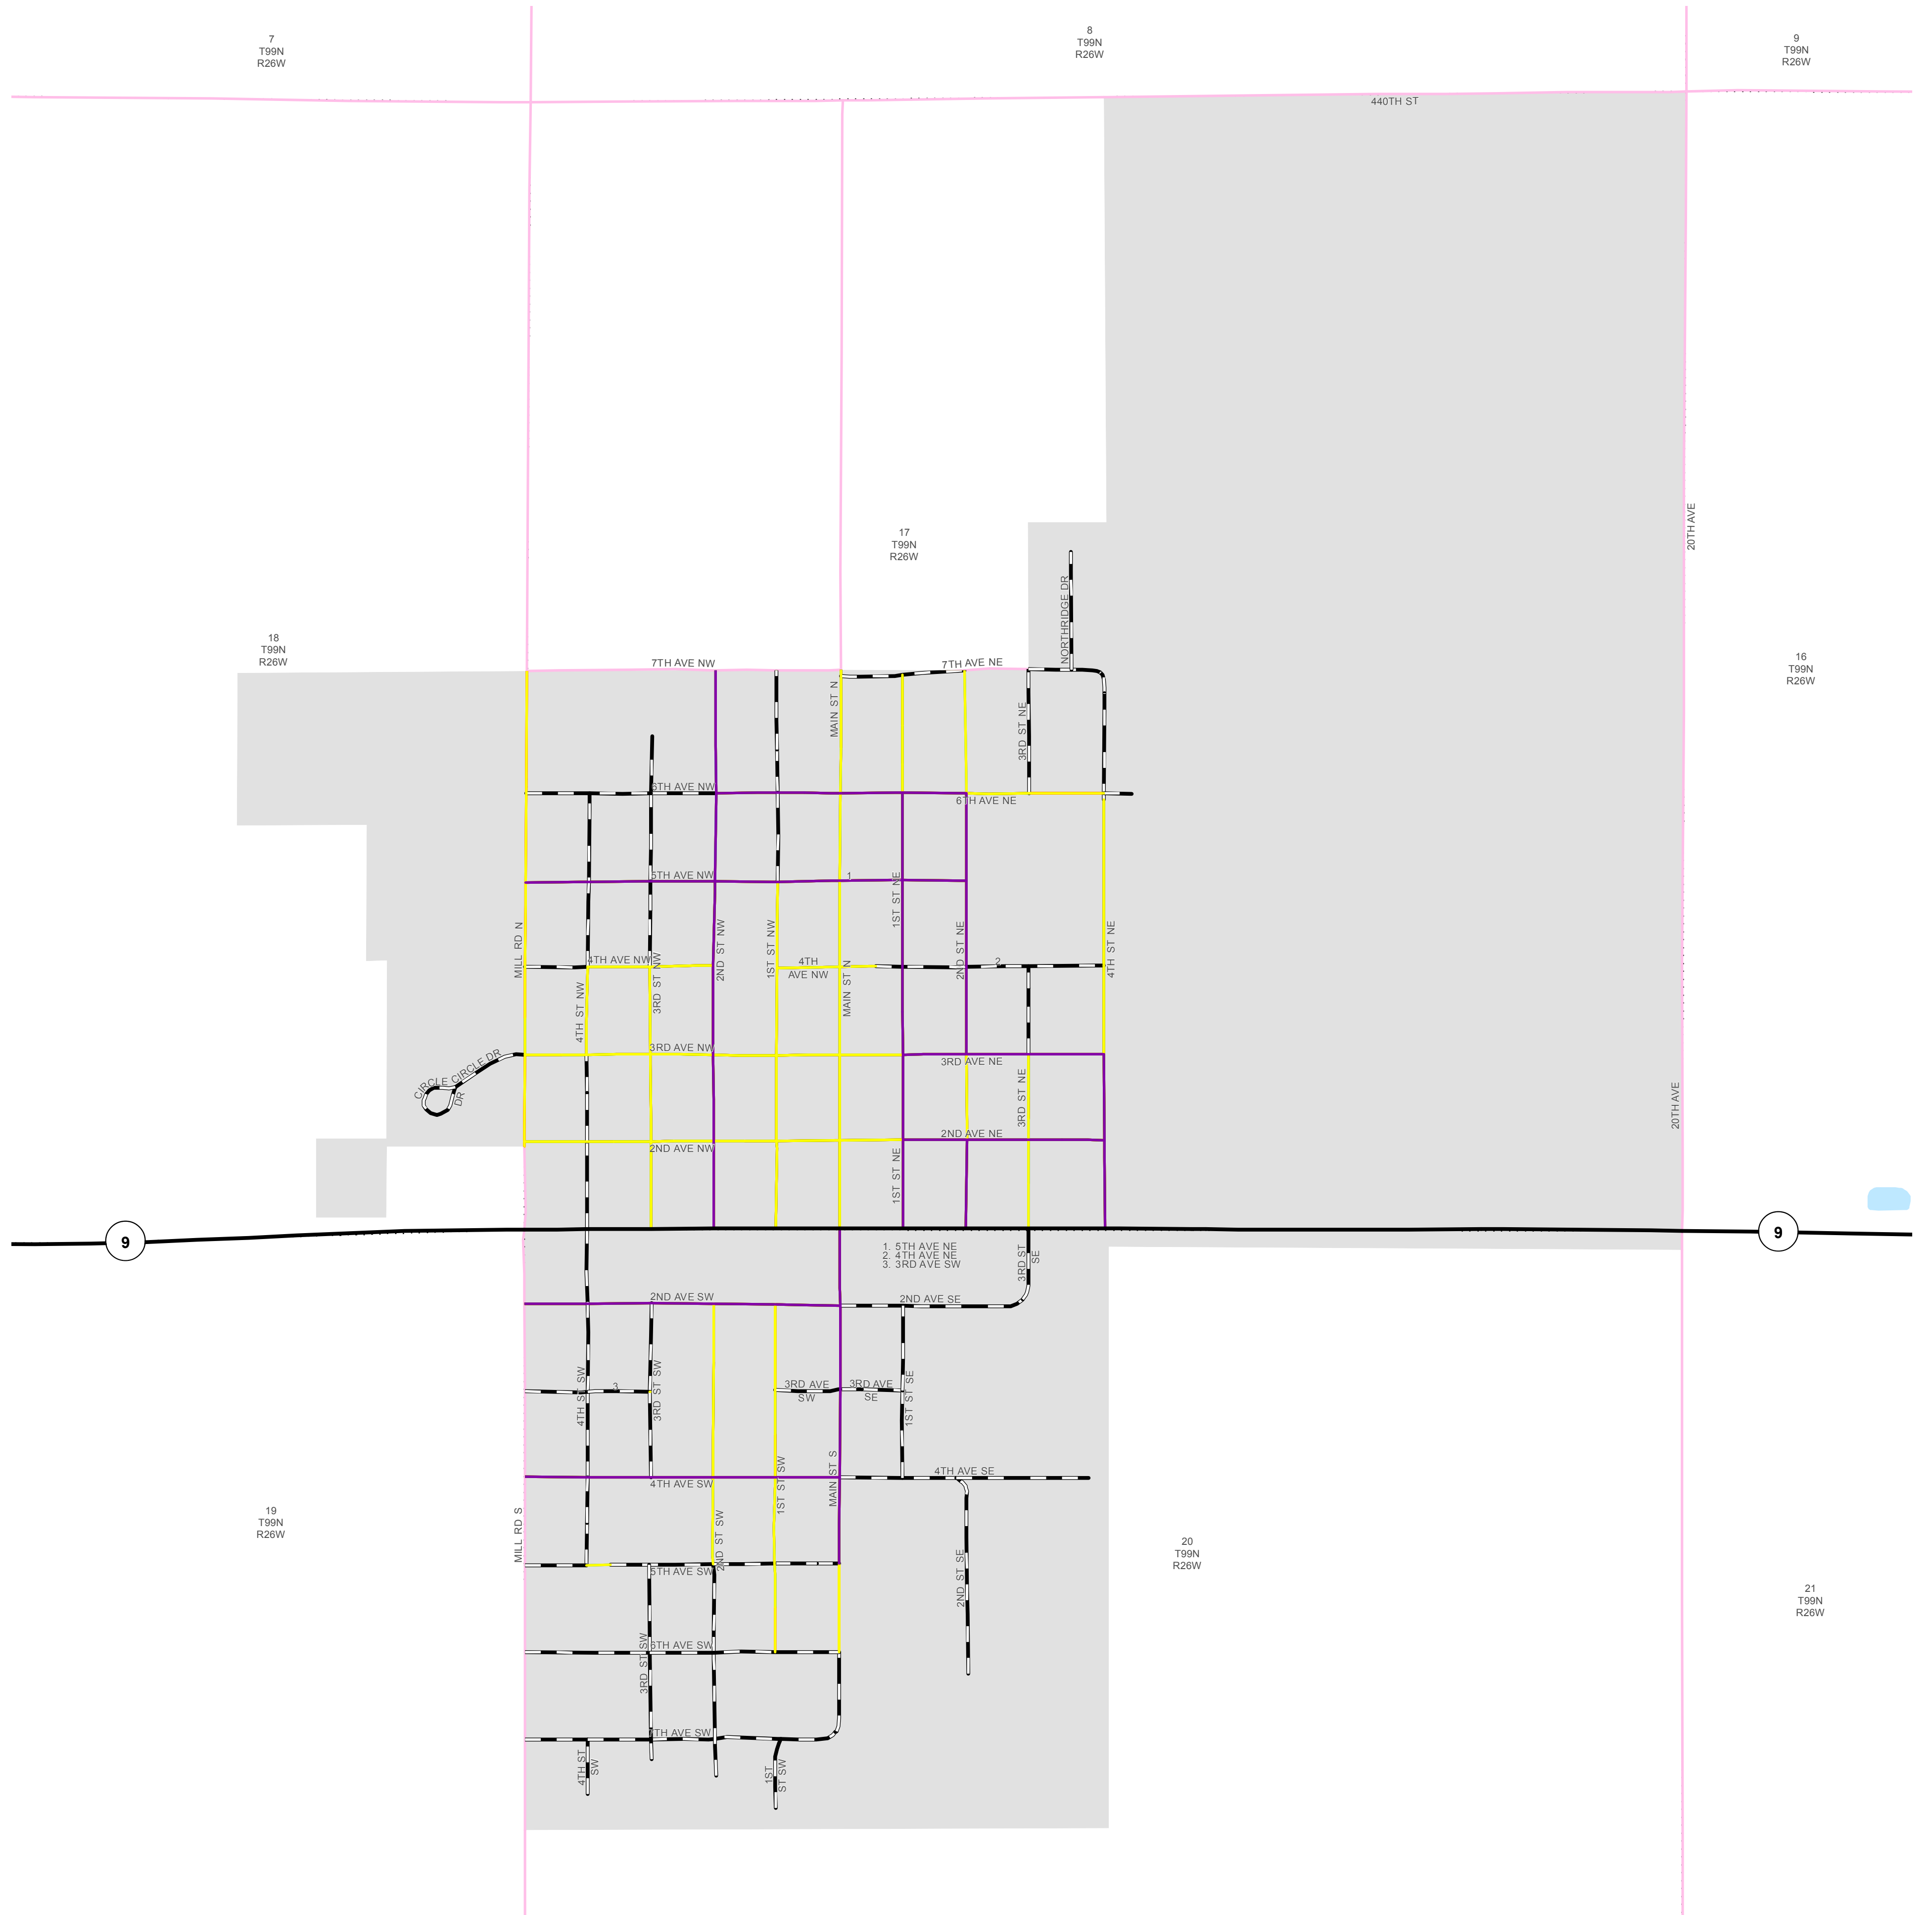 7
T99N
R26W
8
T99N
R26W
9
T99N
R26W
440TH ST
20TH AVE
17
T99N
R26W
NORTHRIDGE DR
18
T99N
R26W
16
T99N
R26W
7TH AVE NW
7TH AVE NE
MAIN ST N
3RD ST NE
6TH AVE NW
6TH AVE NE
5TH AVE NW
1
1ST ST NE
MILL RD N
2ND ST NW
1ST ST NW
2ND ST NE
4TH ST NE
4TH AVE NW
3RD ST NW
4TH
AVE NW
2
MAIN ST N
4TH ST NW
3RD AVE NW
3RD AVE NE
CIRCLE CIRCLE DR
DR
3RD ST NE
20TH AVE
2ND AVE NW
2ND AVE NE
1ST ST NE
9
9
1. 5TH AVE NE
2. 4TH AVE NE
3. 3RD AVE SW
3RD ST
SE
2ND AVE SW
2ND AVE SE
4TH ST SW
3
3RD ST SW
3RD AVE
SW
3RD AVE
SE
1ST ST SE
4TH AVE SW
1ST ST SW
MAIN ST S
4TH AVE SE
19
T99N
R26W
MILL RD S
2ND ST SW
5TH AVE SW
2ND ST SE
20
T99N
R26W
21
T99N
R26W
3RD ST SW
6TH AVE SW
7TH AVE SW
4TH ST
SW
1ST
ST SW